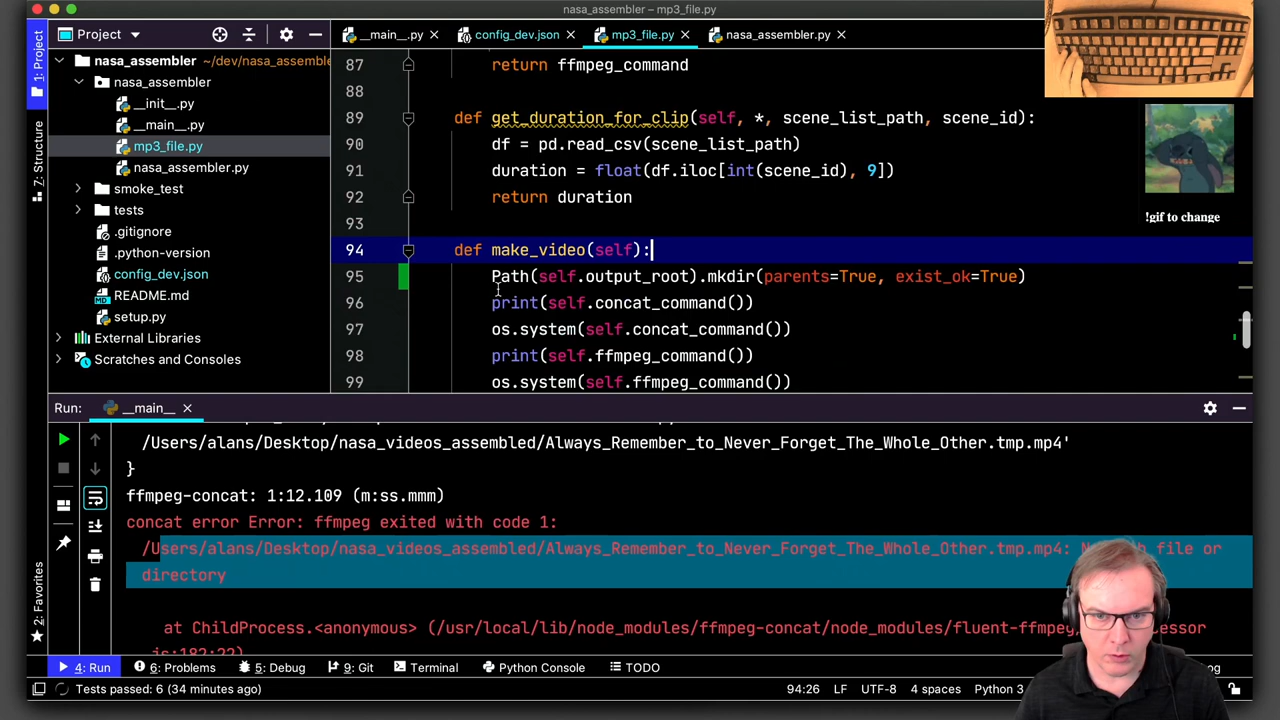 nasa_assembler – mp3_file.py
Project
__main__.py
config_dev.json
mp3_file.py
nasa_assembler.py
1: Project
7: Structure
2: Favorites
nasa_assembler ~/dev/nasa_assemble
nasa_assembler
__init__.py
__main__.py
mp3_file.py
nasa_assembler.py
smoke_test
tests
.gitignore
.python-version
config_dev.json
README.md
setup.py
External Libraries
Scratches and Consoles
87 return ffmpeg_command
88
89 def get_duration_for_clip(self, *, scene_list_path, scene_id):
90 df = pd.read_csv(scene_list_path)
91 duration = float(df.iloc[int(scene_id), 9])
92 return duration
93
94 def make_video(self):
95 Path(self.output_root).mkdir(parents=True, exist_ok=True)
96 print(self.concat_command())
97 os.system(self.concat_command())
98 print(self.ffmpeg_command())
99 os.system(self.ffmpeg_command())
!gif to change
Run: __main__
/Users/alans/Desktop/nasa_videos_assembled/Always_Remember_to_Never_Forget_The_Whole_Other.tmp.mp4'
}
ffmpeg-concat: 1:12.109 (m:ss.mmm)
concat error Error: ffmpeg exited with code 1:
/Users/alans/Desktop/nasa_videos_assembled/Always_Remember_to_Never_Forget_The_Whole_Other.tmp.mp4: file or
directory
at ChildProcess.<anonymous> (/usr/local/lib/node_modules/ffmpeg-concat/node_modules/fluent-ffmpeg/
js:182:22)
4: Run
6: Problems
5: Debug
9: Git
Terminal
Python Console
TODO
Tests passed: 6 (34 minutes ago)
94:26 LF UTF-8 4 spaces Python 3